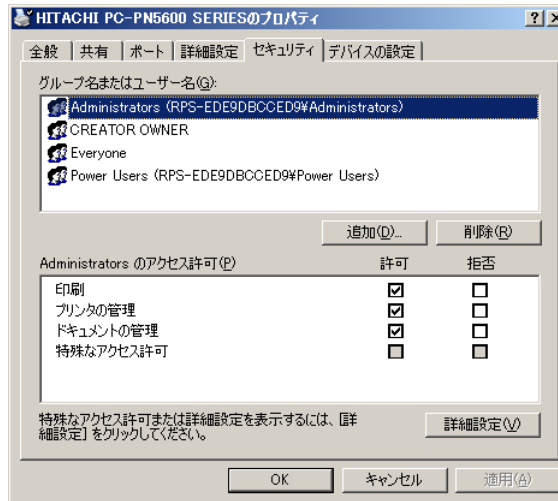 HITACHI PC-PN5600 SERIESのプロパティ
全般 共有 ポート 詳細設定 セキュリティ デバイスの設定
グループ名またはユーザー名(G):
Administrators (RPS-EDE9DBCCED9¥Administrators)
CREATOR OWNER
Everyone
Power Users (RPS-EDE9DBCCED9¥Power Users)
追加(D)... 削除(R)
Administrators のアクセス許可(P) 許可 拒否
印刷
プリンタの管理
ドキュメントの管理
特殊なアクセス許可
特殊なアクセス許可または詳細設定を表示するには、[詳
細設定] をクリックしてください。
詳細設定(V)
OK キャンセル 適用(A)